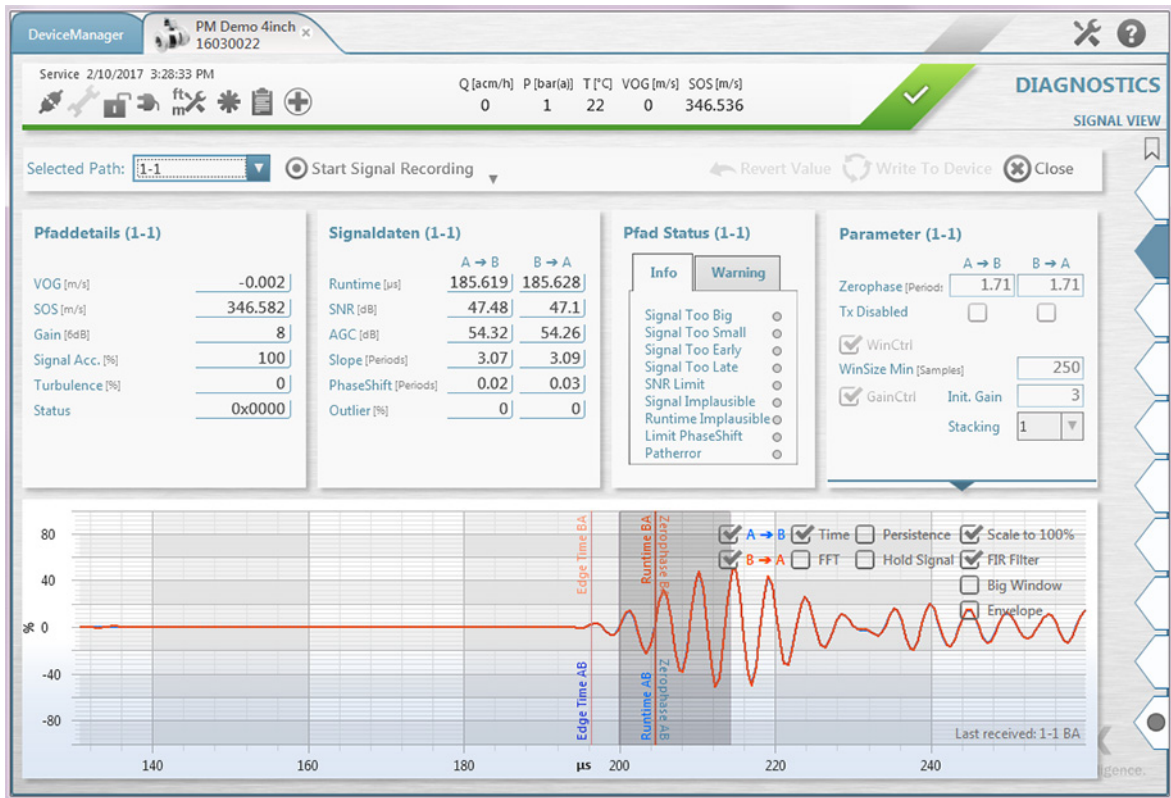 DeviceManager
PM Demo 4inch
16030022
Service 2/10/2017 3:28:33 PM
ft
m
Q [acm/h] P [bar(a)] T [°C] VOG [m/s] SOS [m/s]
0 1 22 0 346.536
DIAGNOSTICS
SIGNAL VIEW
Selected Path: 1-1 Start Signal Recording Revert Value Write To Device Close
Pfaddetails (1-1)
VOG [m/s] -0.002
SOS [m/s] 346.582
Gain [6dB] 8
Signal Acc. [%] 100
Turbulence [%] 0
Status 0x0000
Signaldaten (1-1)
A → B B → A
Runtime [µs] 185.619 185.628
SNR [dB] 47.48 47.1
AGC [dB] 54.32 54.26
Slope [Periods] 3.07 3.09
PhaseShift [Periods] 0.02 0.03
Outlier [%] 0 0
Pfad Status (1-1)
Info Warning
Signal Too Big
Signal Too Small
Signal Too Early
Signal Too Late
SNR Limit
Signal Implausible
Runtime Implausible
Limit PhaseShift
Patherror
Parameter (1-1)
A → B B → A
Zerophase [Period: 1.71 1.71
Tx Disabled
WinCtrl
WinSize Min [Samples] 250
GainCtrl Init. Gain 3
Stacking 1
A → B Time Persistence Scale to 100%
B → A FFT Hold Signal FIR Filter
Big Window
Envelope
Edge Time BA
Runtime BA
Zerophase B
Edge Time AB
Runtime AB
Zerophase AB
80
40
% 0
-40
-80
Last received: 1-1 BA
140 160 180 µs 200 220 240